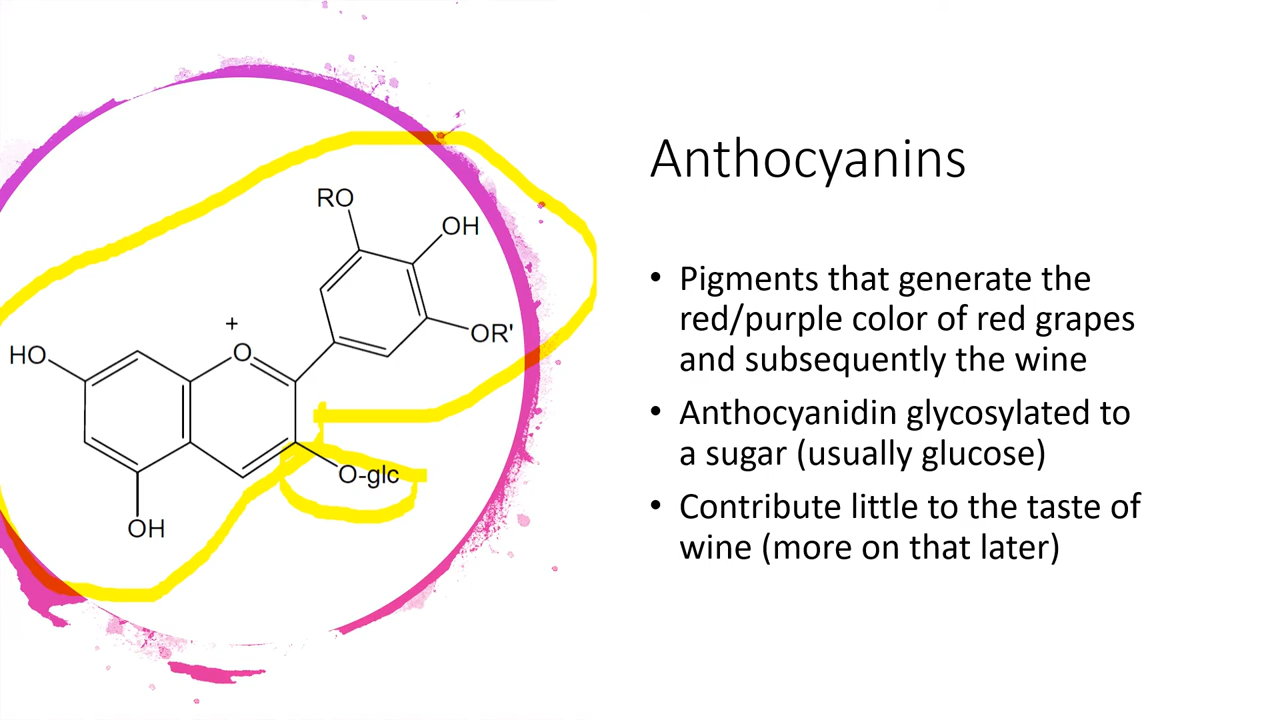 Anthocyanins
• Pigments that generate the
red/purple color of red grapes
and subsequently the wine
• Anthocyanidin glycosylated to
a sugar (usually glucose)
• Contribute little to the taste of
wine (more on that later)
RO
OH
+
O
OR'
HO
O-glc
OH